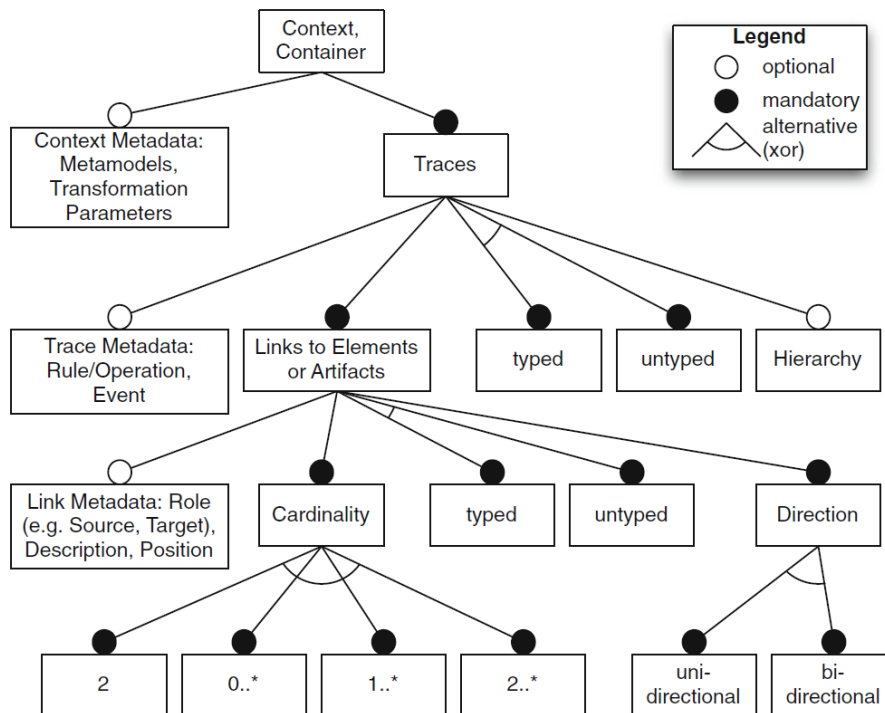 Context,
Container
Legend
optional
mandatory
alternative
(xor)
Context Metadata:
Metamodels,
Transformation
Parameters
Traces
Trace Metadata:
Rule/Operation,
Event
Links to Elements
or Artifacts
typed
untyped
Hierarchy
Link Metadata: Role
(e.g. Source, Target),
Description, Position
Cardinality
typed
untyped
Direction
2
0..*
1..*
2..*
uni-
directional
bi-
directional